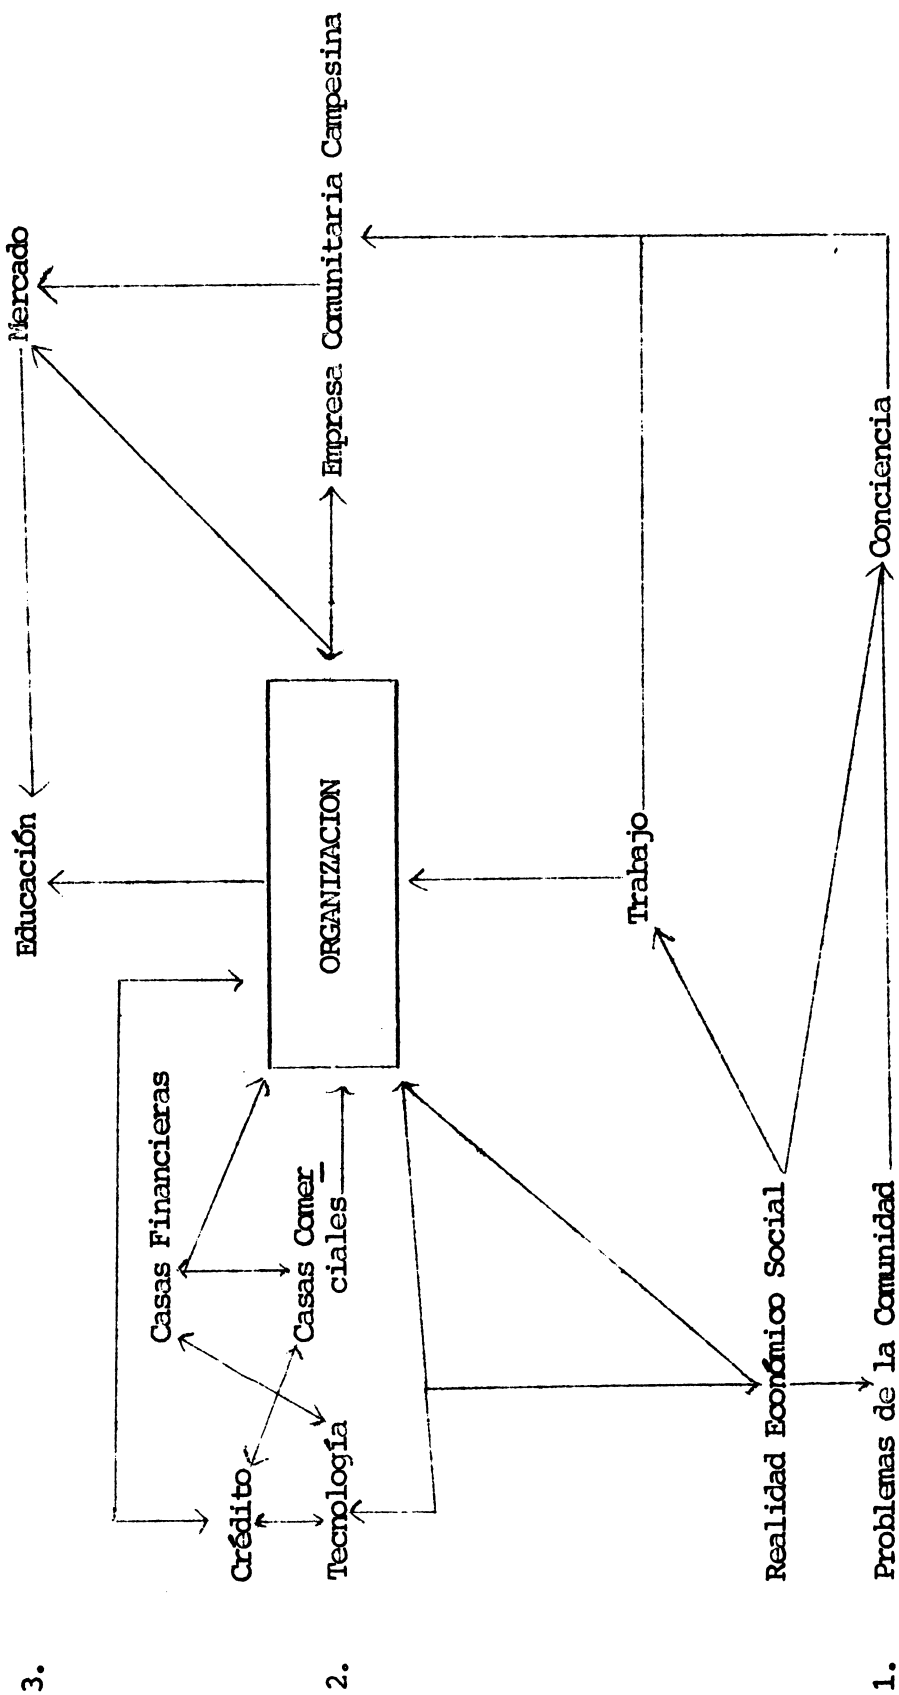 3.
Educación
Mercado
Casas Financieras
Crédito
Casas Comer
ciales
2.
Tecnología
ORGANIZACION
Empresa Comunitaria Campesina
Trabajo
Realidad Económico Social
Conciencia
1.
Problemas de la Comunidad